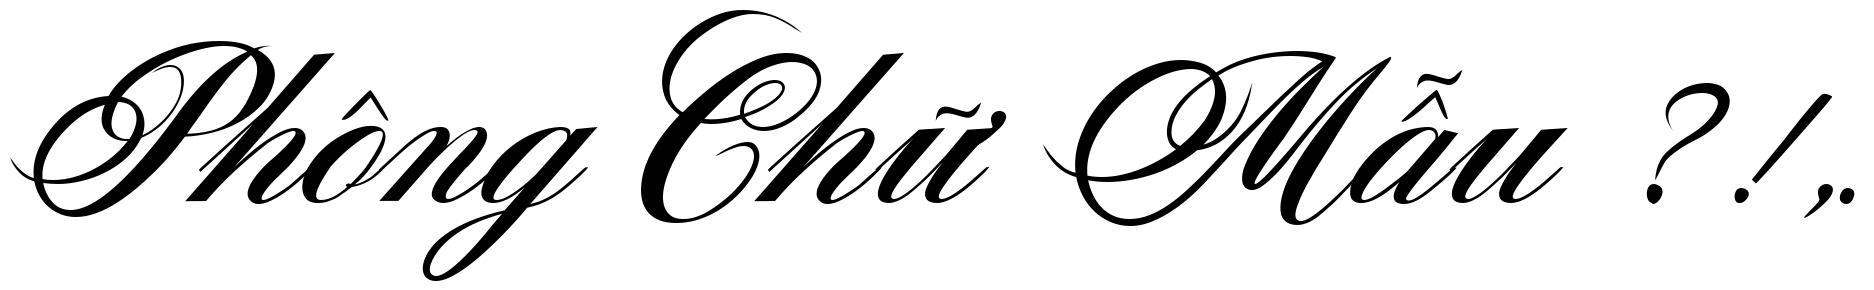 Phông Chữ Mẫu ? ! , .